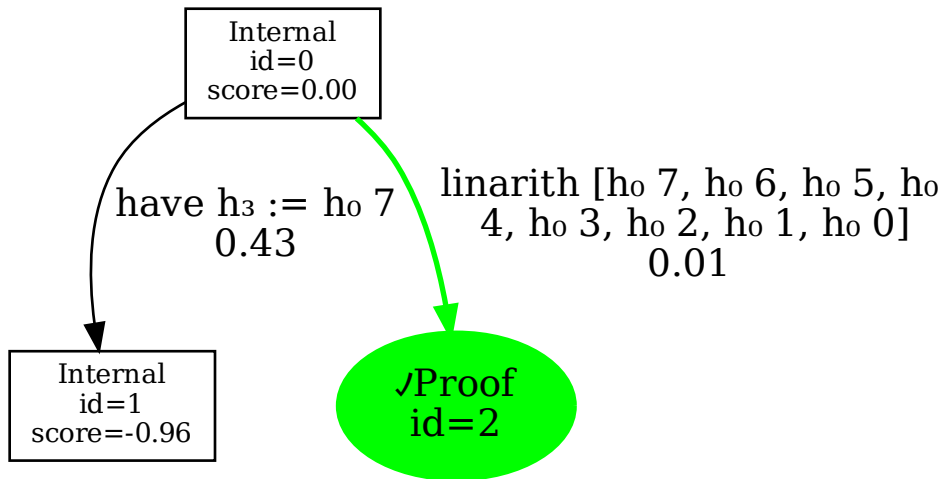 Internal
id=0
score=0.00
have h₃ := h₀ 7
0.43
linarith [h₀ 7, h₀ 6, h₀ 5, h₀
4, h₀ 3, h₀ 2, h₀ 1, h₀ 0]
0.01
Internal
id=1
score=-0.96
✓Proof
id=2